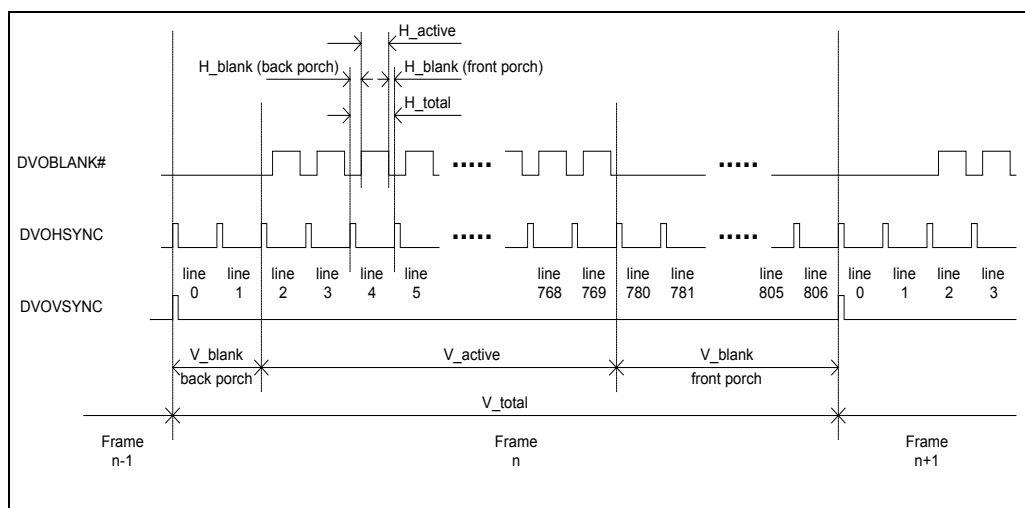 H_active
H_blank (back porch) H_blank (front porch)
H_total
DVOBLANK#
DVOHSYNC
line 0
line 1
line 2
line 3
line 4
line 5
line 768
line 769
line 780
line 781
line 805
line 806
line 0
line 1
line 2
line 3
DVOVSYNC
V_blank
back porch
V_active
V_blank
front porch
V_total
Frame
n-1
Frame
n
Frame
n+1